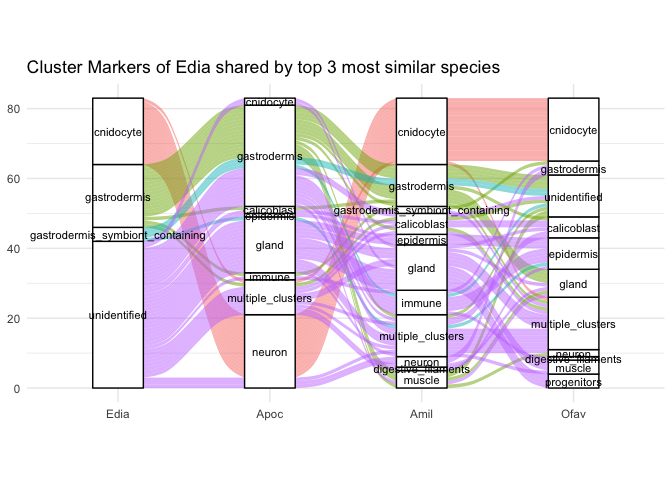 Cluster Markers of Edia shared by top 3 most similar species
80
60
40
20
0
cnidocyte
gastrodermis
gastrodermis_symbiont_containing
unidentified
cnidocyte
gastrodermis
calicoblast
epidermis
gland
immune
multiple_clusters
neuron
cnidocyte
gastrodermis
gastrodermis_symbiont_containing
calicoblast
epidermis
gland
immune
multiple_clusters
neuron
digestive_filaments
muscle
cnidocyte
gastrodermis
unidentified
calicoblast
epidermis
gland
multiple_clusters
neuron
digestive_filaments
muscle
progenitors
Edia
Apoc
Amil
Ofav